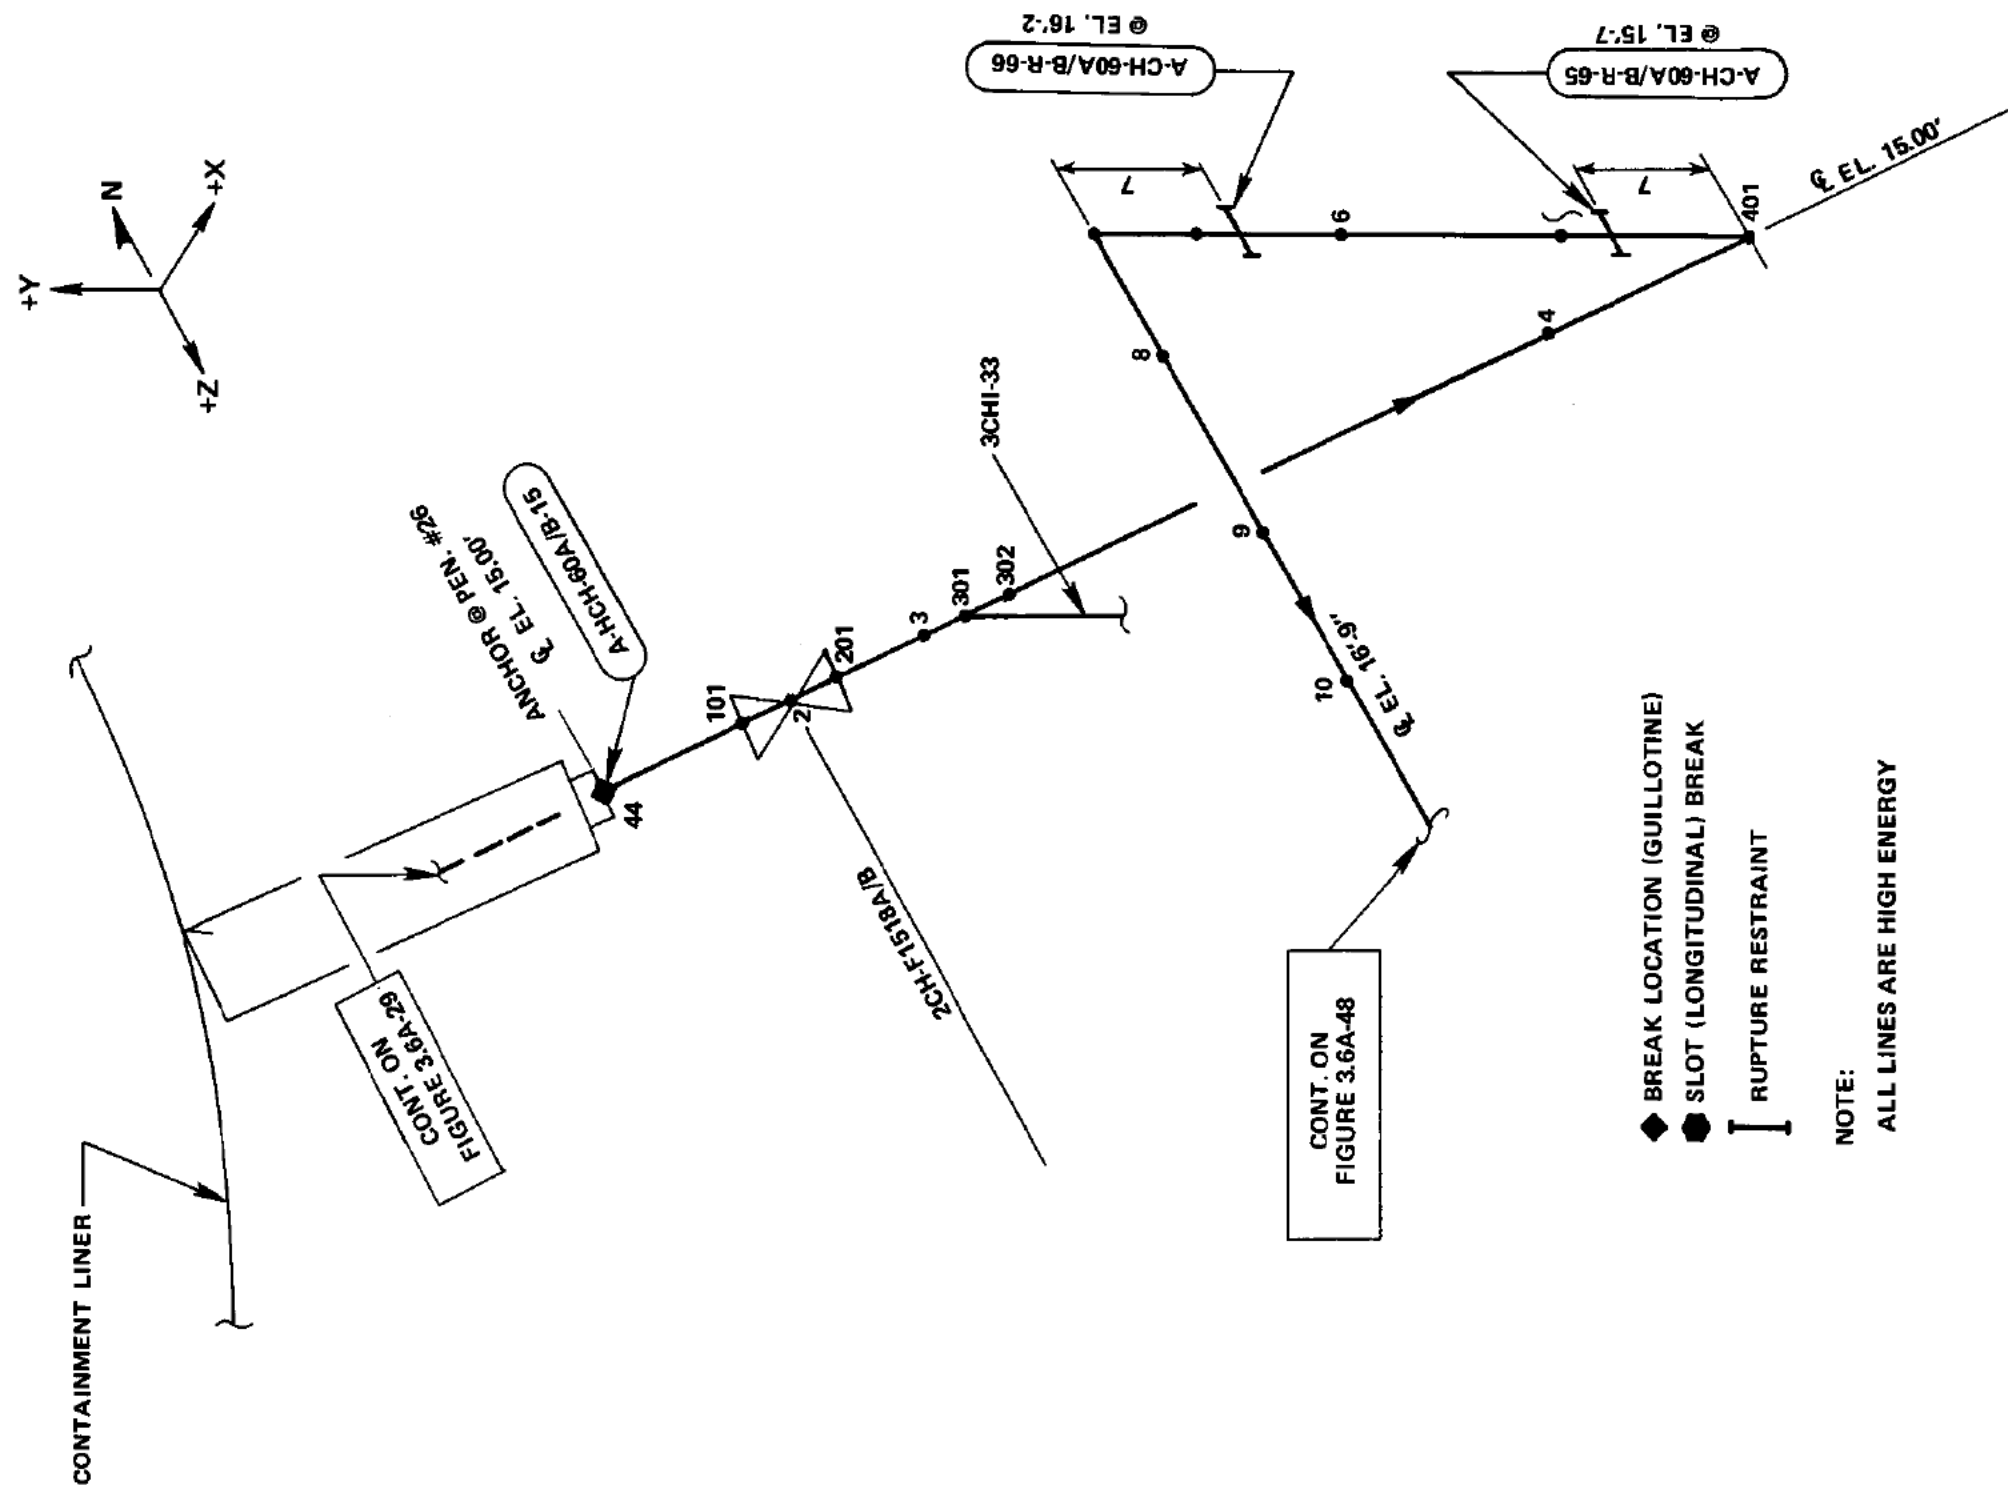 +Y
N
+X
+Z
@ EL. 16'-2
A-CH-60A/B-R-66
@ EL. 15'-7
A-CH-60A/B-R-65
7
7
6
401
℄ EL. 15.00'
4
8
9
10
℄ EL. 16'-9"
3CHI-33
ANCHOR @ PEN. #26
℄ EL. 15.00'
A-HCH-60A/B-15
44
101
2
201
3
301
302
2CH-F1518A/B
CONTAINMENT LINER
CONT. ON
FIGURE 3.6A-29
CONT. ON
FIGURE 3.6A-48
BREAK LOCATION (GUILLOTINE)
SLOT (LONGITUDINAL) BREAK
RUPTURE RESTRAINT
NOTE:
ALL LINES ARE HIGH ENERGY